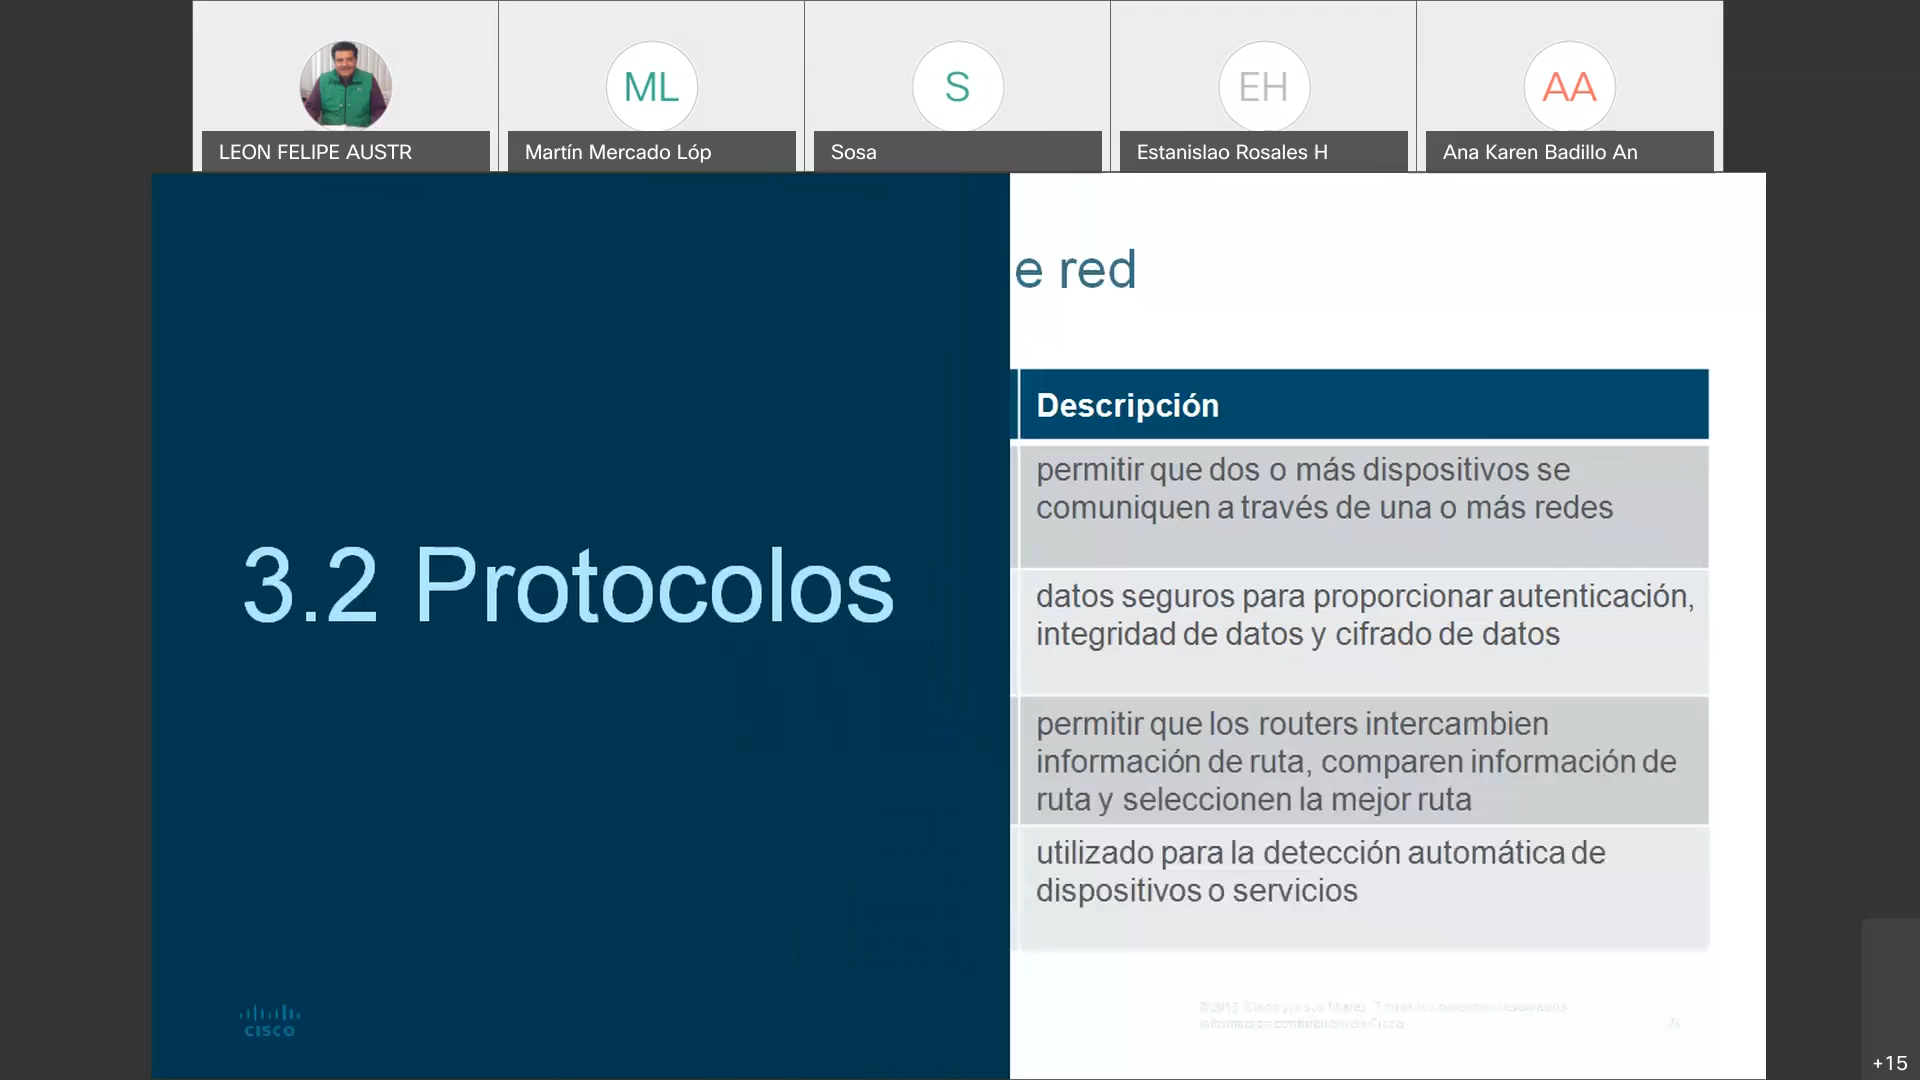 ML
S
EH
AA
LEON FELIPE AUSTR
Martín Mercado Lóp
Sosa
Estanislao Rosales H
Ana Karen Badillo An
e red
3.2 Protocolos
Descripción
permitir que dos o más dispositivos se
comuniquen a través de una o más redes
datos seguros para proporcionar autenticación,
integridad de datos y cifrado de datos
permitir que los routers intercambien
información de ruta, comparen información de
ruta y seleccionen la mejor ruta
utilizado para la detección automática de
dispositivos o servicios
CISCO
+15